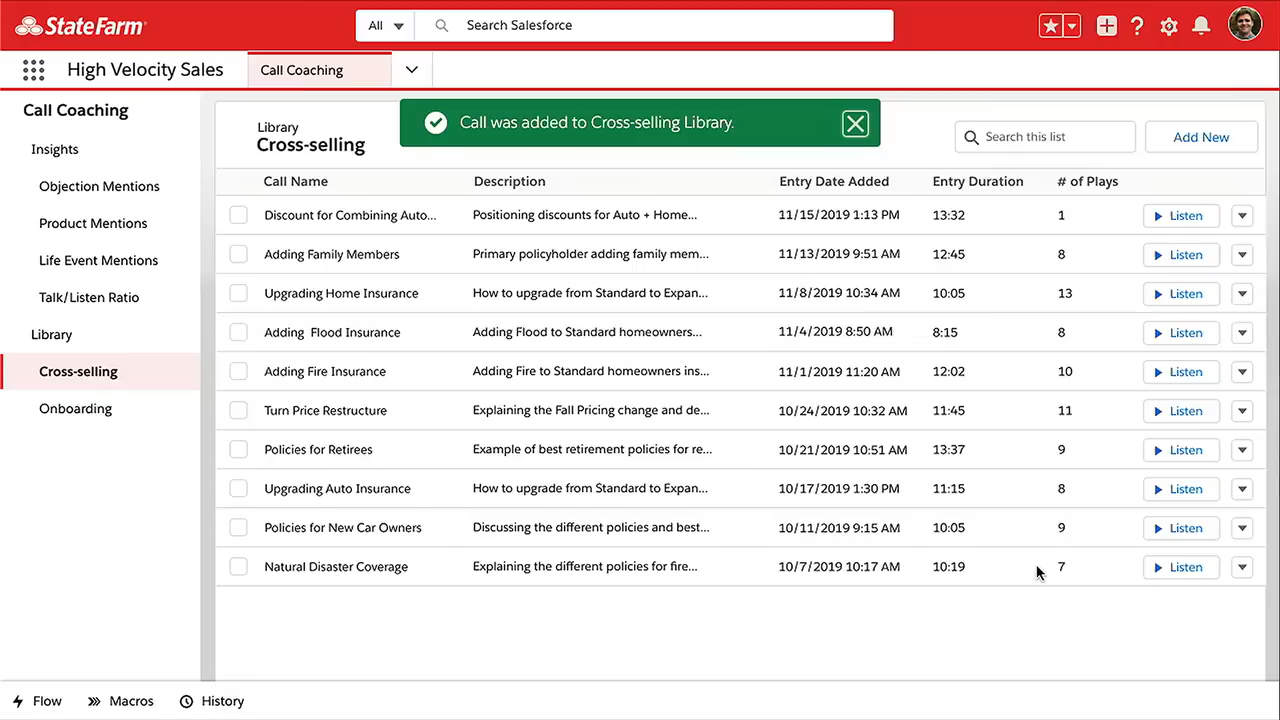 StateFarm
All
Search Salesforce
High Velocity Sales
Call Coaching
Call Coaching
Insights
Objection Mentions
Product Mentions
Life Event Mentions
Talk/Listen Ratio
Library
Cross-selling
Onboarding
Library
Cross-selling
Call was added to Cross-selling Library.
Search this list
Add New
Call Name Description Entry Date Added Entry Duration # of Plays
Discount for Combining Auto... Positioning discounts for Auto + Home... 11/15/2019 1:13 PM 13:32 1 Listen
Adding Family Members Primary policyholder adding family mem... 11/13/2019 9:51 AM 12:45 8 Listen
Upgrading Home Insurance How to upgrade from Standard to Expan... 11/8/2019 10:34 AM 10:05 13 Listen
Adding Flood Insurance Adding Flood to Standard homeowners... 11/4/2019 8:50 AM 8:15 8 Listen
Adding Fire Insurance Adding Fire to Standard homeowners ins... 11/1/2019 11:20 AM 12:02 10 Listen
Turn Price Restructure Explaining the Fall Pricing change and de... 10/24/2019 10:32 AM 11:45 11 Listen
Policies for Retirees Example of best retirement policies for re... 10/21/2019 10:51 AM 13:37 9 Listen
Upgrading Auto Insurance How to upgrade from Standard to Expan... 10/17/2019 1:30 PM 11:15 8 Listen
Policies for New Car Owners Discussing the different policies and best... 10/11/2019 9:15 AM 10:05 9 Listen
Natural Disaster Coverage Explaining the different policies for fire... 10/7/2019 10:17 AM 10:19 7 Listen
Flow Macros History